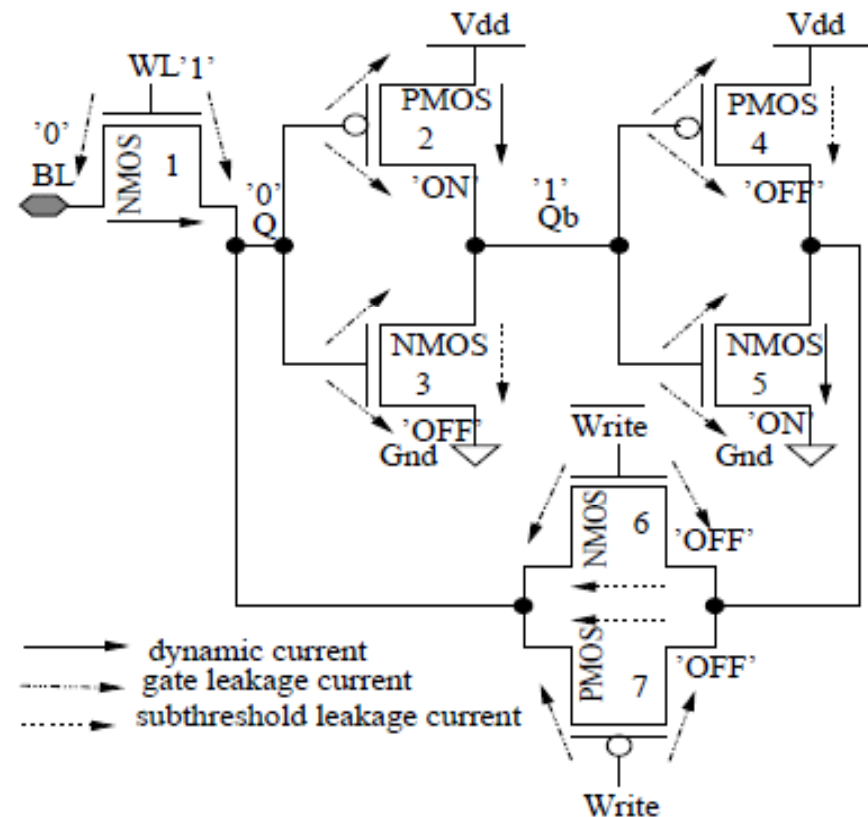 Vdd
Vdd
WL'1'
'0'
BL
NMOS
1
PMOS
2
'ON'
PMOS
4
'OFF'
'0'
Q
'1'
Qb
NMOS
3
'OFF'
Gnd
NMOS
5
'ON'
Gnd
Write
NMOS
6
'OFF'
PMOS
7
'OFF'
Write
dynamic current
gate leakage current
subthreshold leakage current